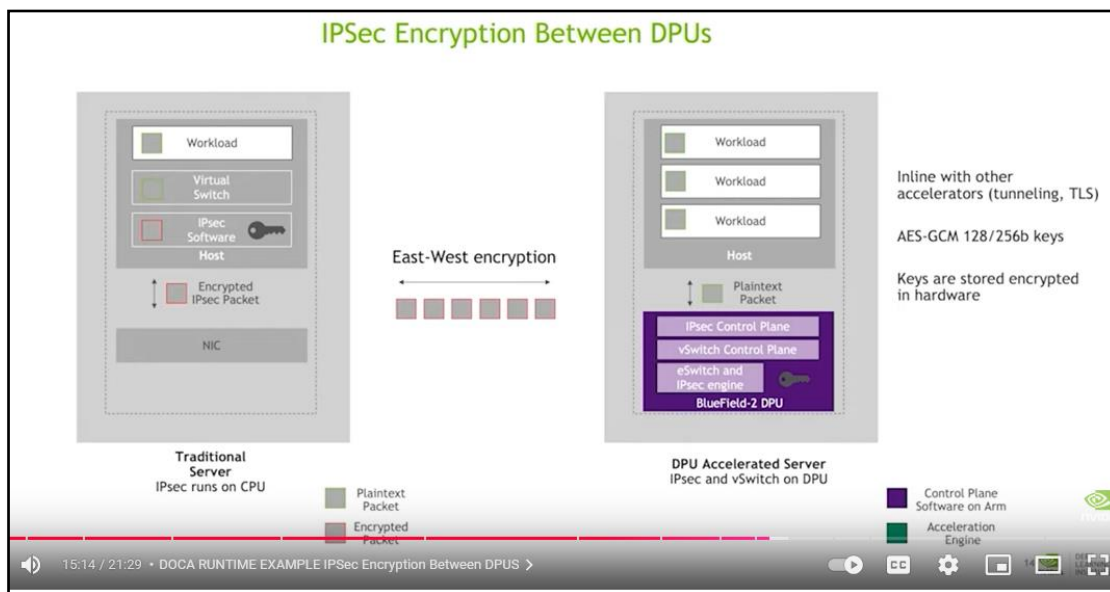 IPSec Encryption Between DPUs
Workload
Virtual
Switch
IPsec
Software
Host
Encrypted
IPsec Packet
NIC
Traditional
Server
IPsec runs on CPU
East-West encryption
Plaintext
Packet
Encrypted
Packet
Workload
Workload
Workload
Host
Plaintext
Packet
IPsec Control Plane
vSwitch Control Plane
eSwitch and
IPsec engine
BlueField-2 DPU
DPU Accelerated Server
IPsec and vSwitch on DPU
Inline with other
accelerators (tunneling, TLS)
AES-GCM 128/256b keys
Keys are stored encrypted
in hardware
Control Plane
Software on Arm
Acceleration
Engine
15:14 / 21:29 • DOCA RUNTIME EXAMPLE IPSec Encryption Between DPUS >
CC